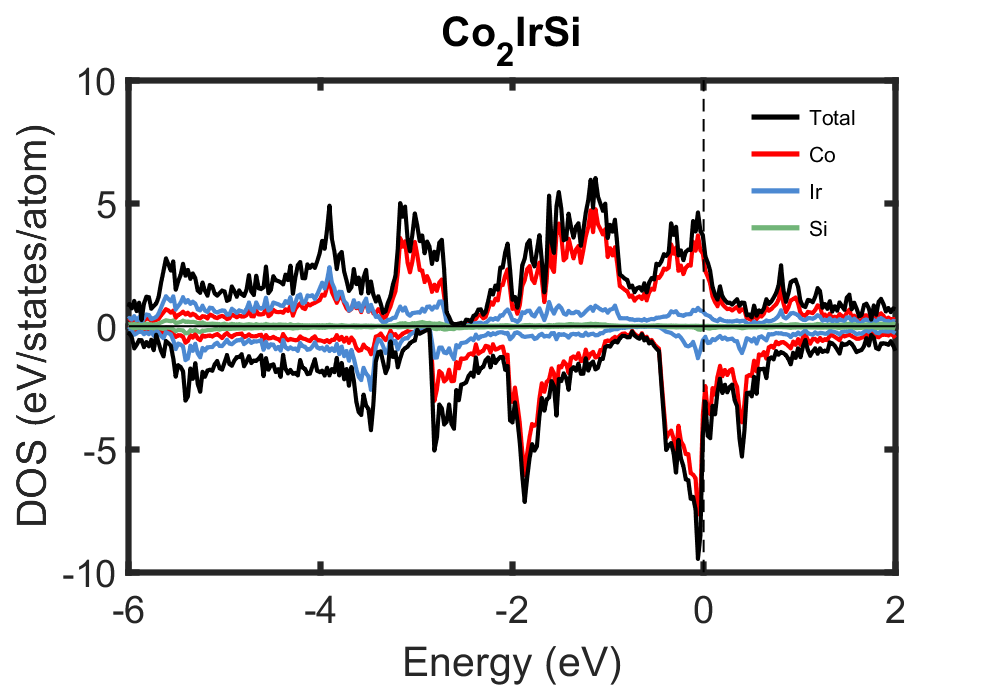 Co₂IrSi
10
5
0
-5
-10
DOS (eV/states/atom)
Total
Co
Ir
Si
0
-6
-4
-2
0
2
Energy (eV)